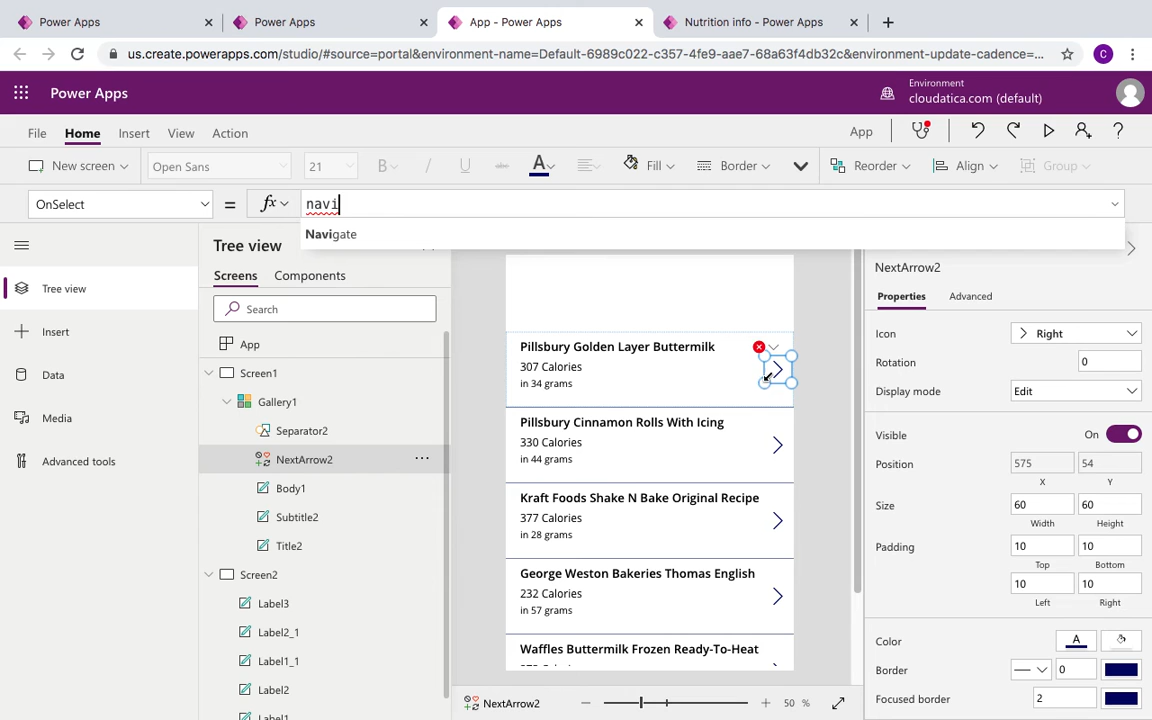 Power Apps
Power Apps
App - Power Apps
Nutrition info - Power Apps
us.create.powerapps.com/studio/#source=portal&environment-name=Default-6989c022-c357-4fe9-aae7-68a63f4db32c&environment-update-cadence=...
C
Power Apps
Environment
cloudatica.com (default)
File Home Insert View Action
App
New screen
Open Sans
21
B
Fill
Border
Reorder
Align
Group
OnSelect
= fx
navi
Navigate
Tree view
Screens Components
Search
App
Screen1
Gallery1
Separator2
NextArrow2
Body1
Subtitle2
Title2
Screen2
Label3
Label2_1
Label1_1
Label2
Label1
Tree view
Insert
Data
Media
Advanced tools
Pillsbury Golden Layer Buttermilk
307 Calories
in 34 grams
Pillsbury Cinnamon Rolls With Icing
330 Calories
in 44 grams
Kraft Foods Shake N Bake Original Recipe
377 Calories
in 28 grams
George Weston Bakeries Thomas English
232 Calories
in 57 grams
Waffles Buttermilk Frozen Ready-To-Heat
NextArrow2
50 %
NextArrow2
Properties Advanced
Icon Right
Rotation 0
Display mode Edit
Visible On
Position 575 54
X Y
Size 60 60
Width Height
Padding 10 10
Top Bottom
10 10
Left Right
Color A
Border 0
Focused border 2